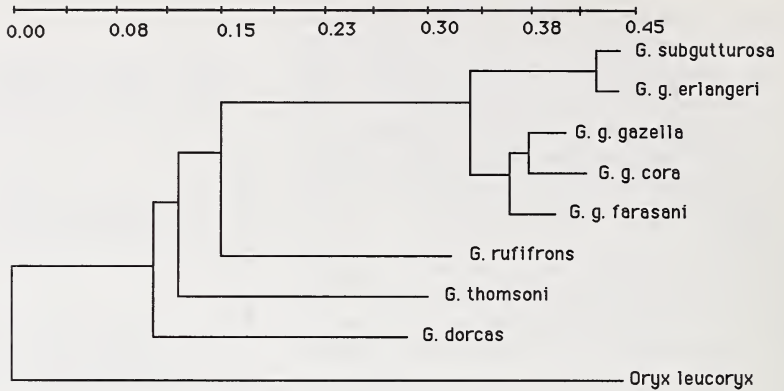 0.00 0.08 0.15 0.23 0.30 0.38 0.45
G. subgutturosa
G. g. erlangeri
G. g. gazella
G. g. cora
G. g. farasani
G. rufifrons
G. thomsoni
G. dorcas
Oryx leucoryx